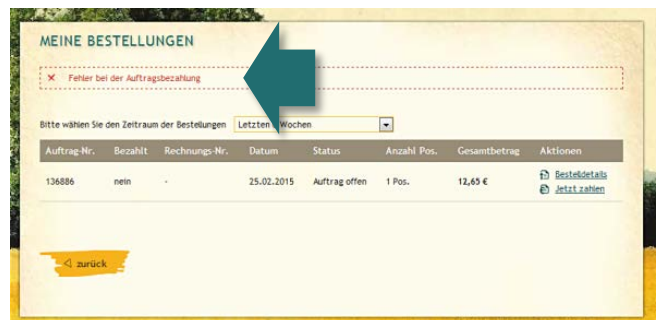 MEINE BESTELLUNGEN
✕ Fehler bei der Auftragsbezahlung
Bitte wählen Sie den Zeitraum der Bestellungen Letzten Wochen
Auftrag-Nr. Bezahlt Rechnungs-Nr. Datum Status Anzahl Pos. Gesamtbetrag Aktionen
136886 nein - 25.02.2015 Auftrag offen 1 Pos. 12,65 € Bestelldetails
Jetzt zahlen
zurück